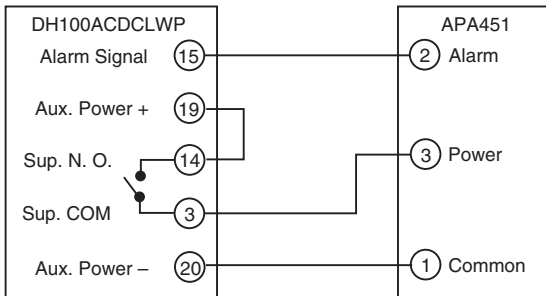 DH100ACDCLWP
APA451
Alarm Signal 15
2 Alarm
Aux. Power + 19
Sup. N. O. 14
3 Power
Sup. COM 3
Aux. Power – 20
1 Common